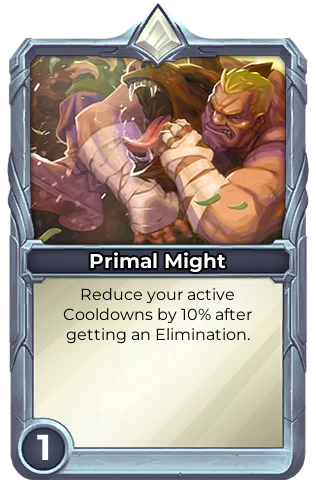 Primal Might
Reduce your active
Cooldowns by 10% after
getting an Elimination.
1